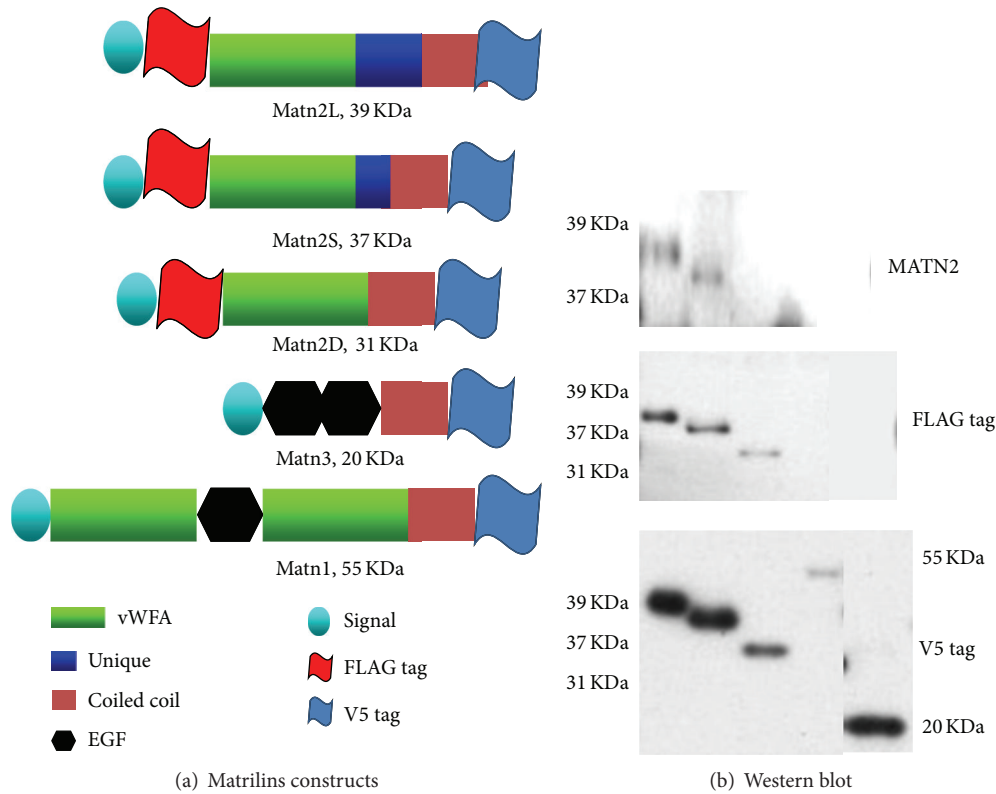 Matn2L, 39 KDa
Matn2S, 37 KDa
Matn2D, 31 KDa
Matn3, 20 KDa
Matn1, 55 KDa
vWFA
Unique
Coiled coil
EGF
Signal
FLAG tag
V5 tag
(a) Matrilins constructs
39 KDa
37 KDa
MATN2
39 KDa
37 KDa
31 KDa
FLAG tag
55 KDa
39 KDa
37 KDa
V5 tag
31 KDa
20 KDa
(b) Western blot